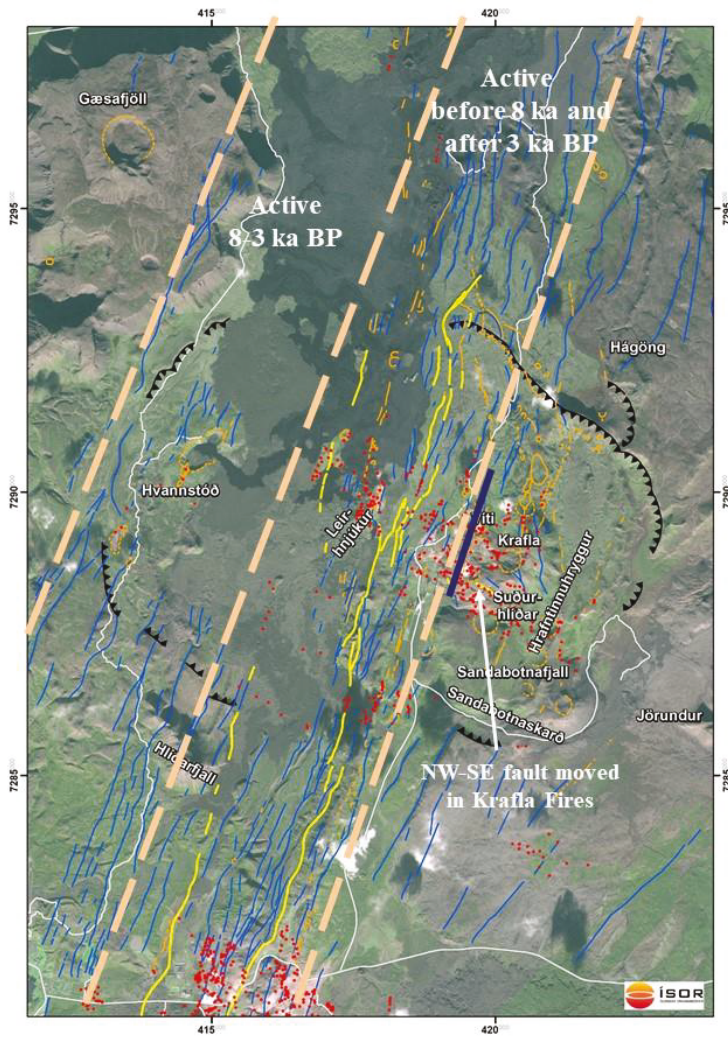 415
420
Gæsafjöll
Active
before 8 ka and
after 3 ka BP
7295
7295
Active
8-3 ka BP
Hágöng
7290
7290
Hvannstóð
Leir-
hnjúkur
Víti
Krafla
Suður-
hlíðar
Hrafntinnuhryggur
Sandabotnafjall
Sandabotnaskarð
Jörundur
Hlíðarfjall
7285
7285
NW-SE fault moved
in Krafla Fires
ÍSOR
415
420